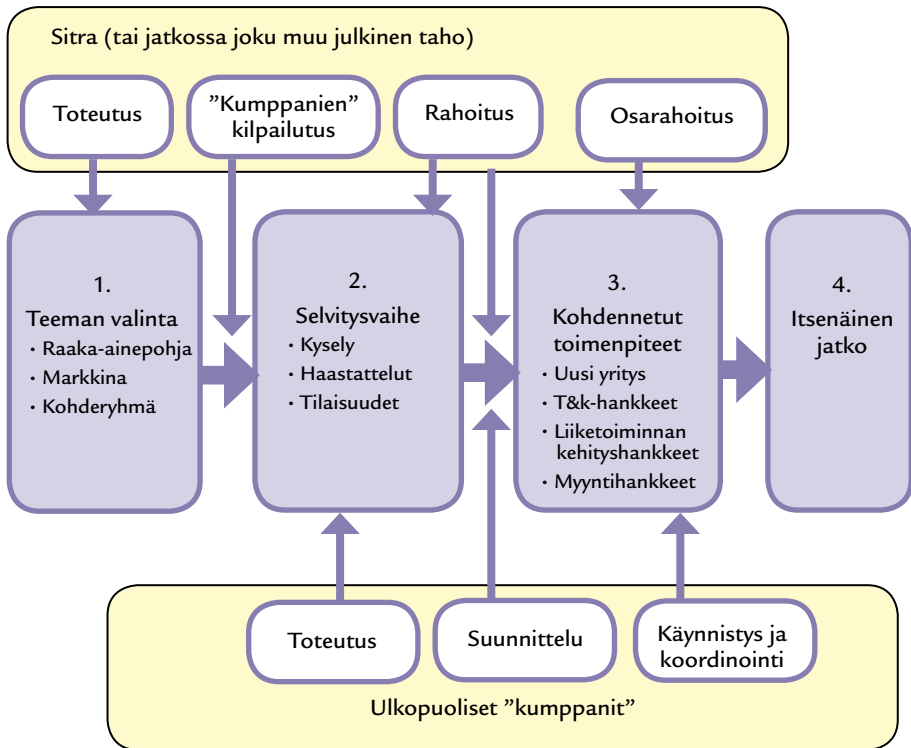 Sitra (tai jatkossa joku muu julkinen taho)
Toteutus
”Kumppanien”
kilpailutus
Rahoitus
Osarahoitus
1.
Teeman valinta
· Raaka-ainepohja
· Markkina
· Kohderyhmä
2.
Selvitysvaihe
· Kysely
· Haastattelut
· Tilaisuudet
3.
Kohdennetut
toimenpiteet
· Uusi yritys
· T&k-hankkeet
· Liiketoiminnan
kehityshankkeet
· Myyntihankkeet
4.
Itsenäinen
jatko
Toteutus
Suunnittelu
Käynnistys ja
koordinointi
Ulkopuoliset ”kumppanit”